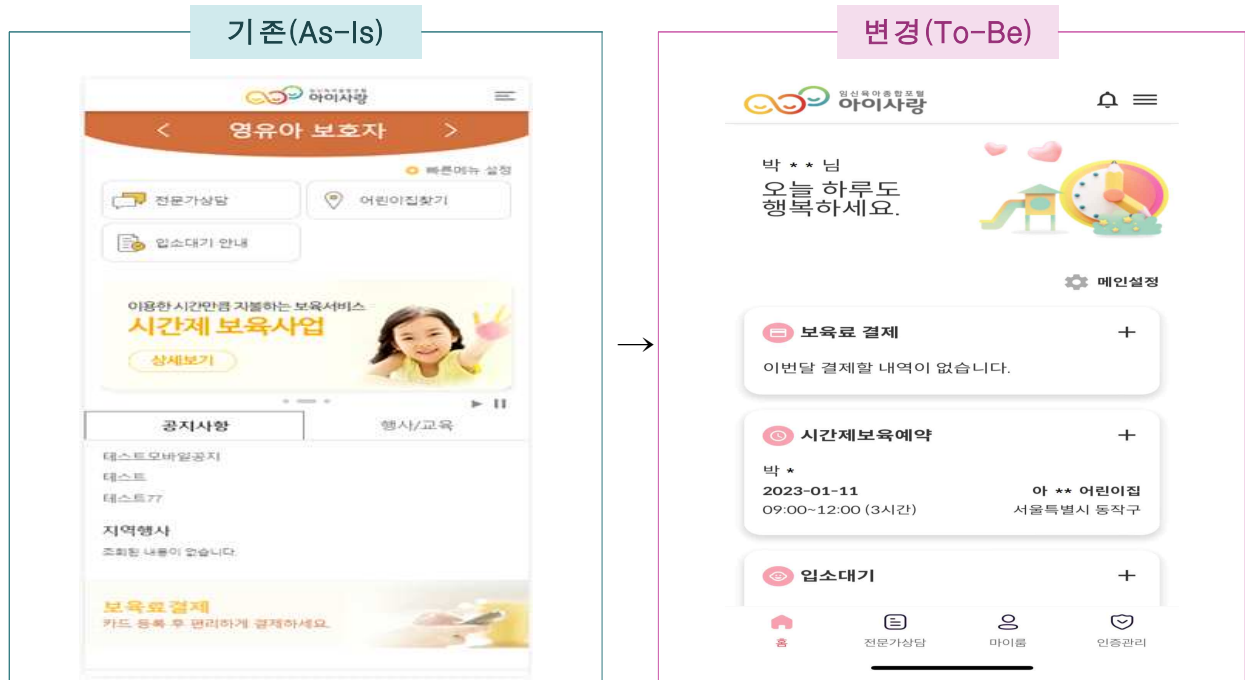 기존(As-Is)
임신육아종합포털
아이사랑
영유아 보호자
빠른메뉴 설정
전문가상담
어린이집찾기
입소대기 안내
이용한 시간만큼 지불하는 보육서비스
시간제 보육사업
상세보기
공지사항
행사/교육
테스트모바일공지
테스트
테스트77
지역행사
조회된 내용이 없습니다.
보육료결제
카드 등록 후 편리하게 결제하세요.
변경(To-Be)
임신육아종합포털
아이사랑
박 * * 님
오늘 하루도
행복하세요.
메인설정
보육료 결제
이번달 결제할 내역이 없습니다.
시간제보육예약
박 *
2023-01-11
아 ** 어린이집
09:00~12:00 (3시간)
서울특별시 동작구
입소대기
홈
전문가상담
마이룸
인증관리